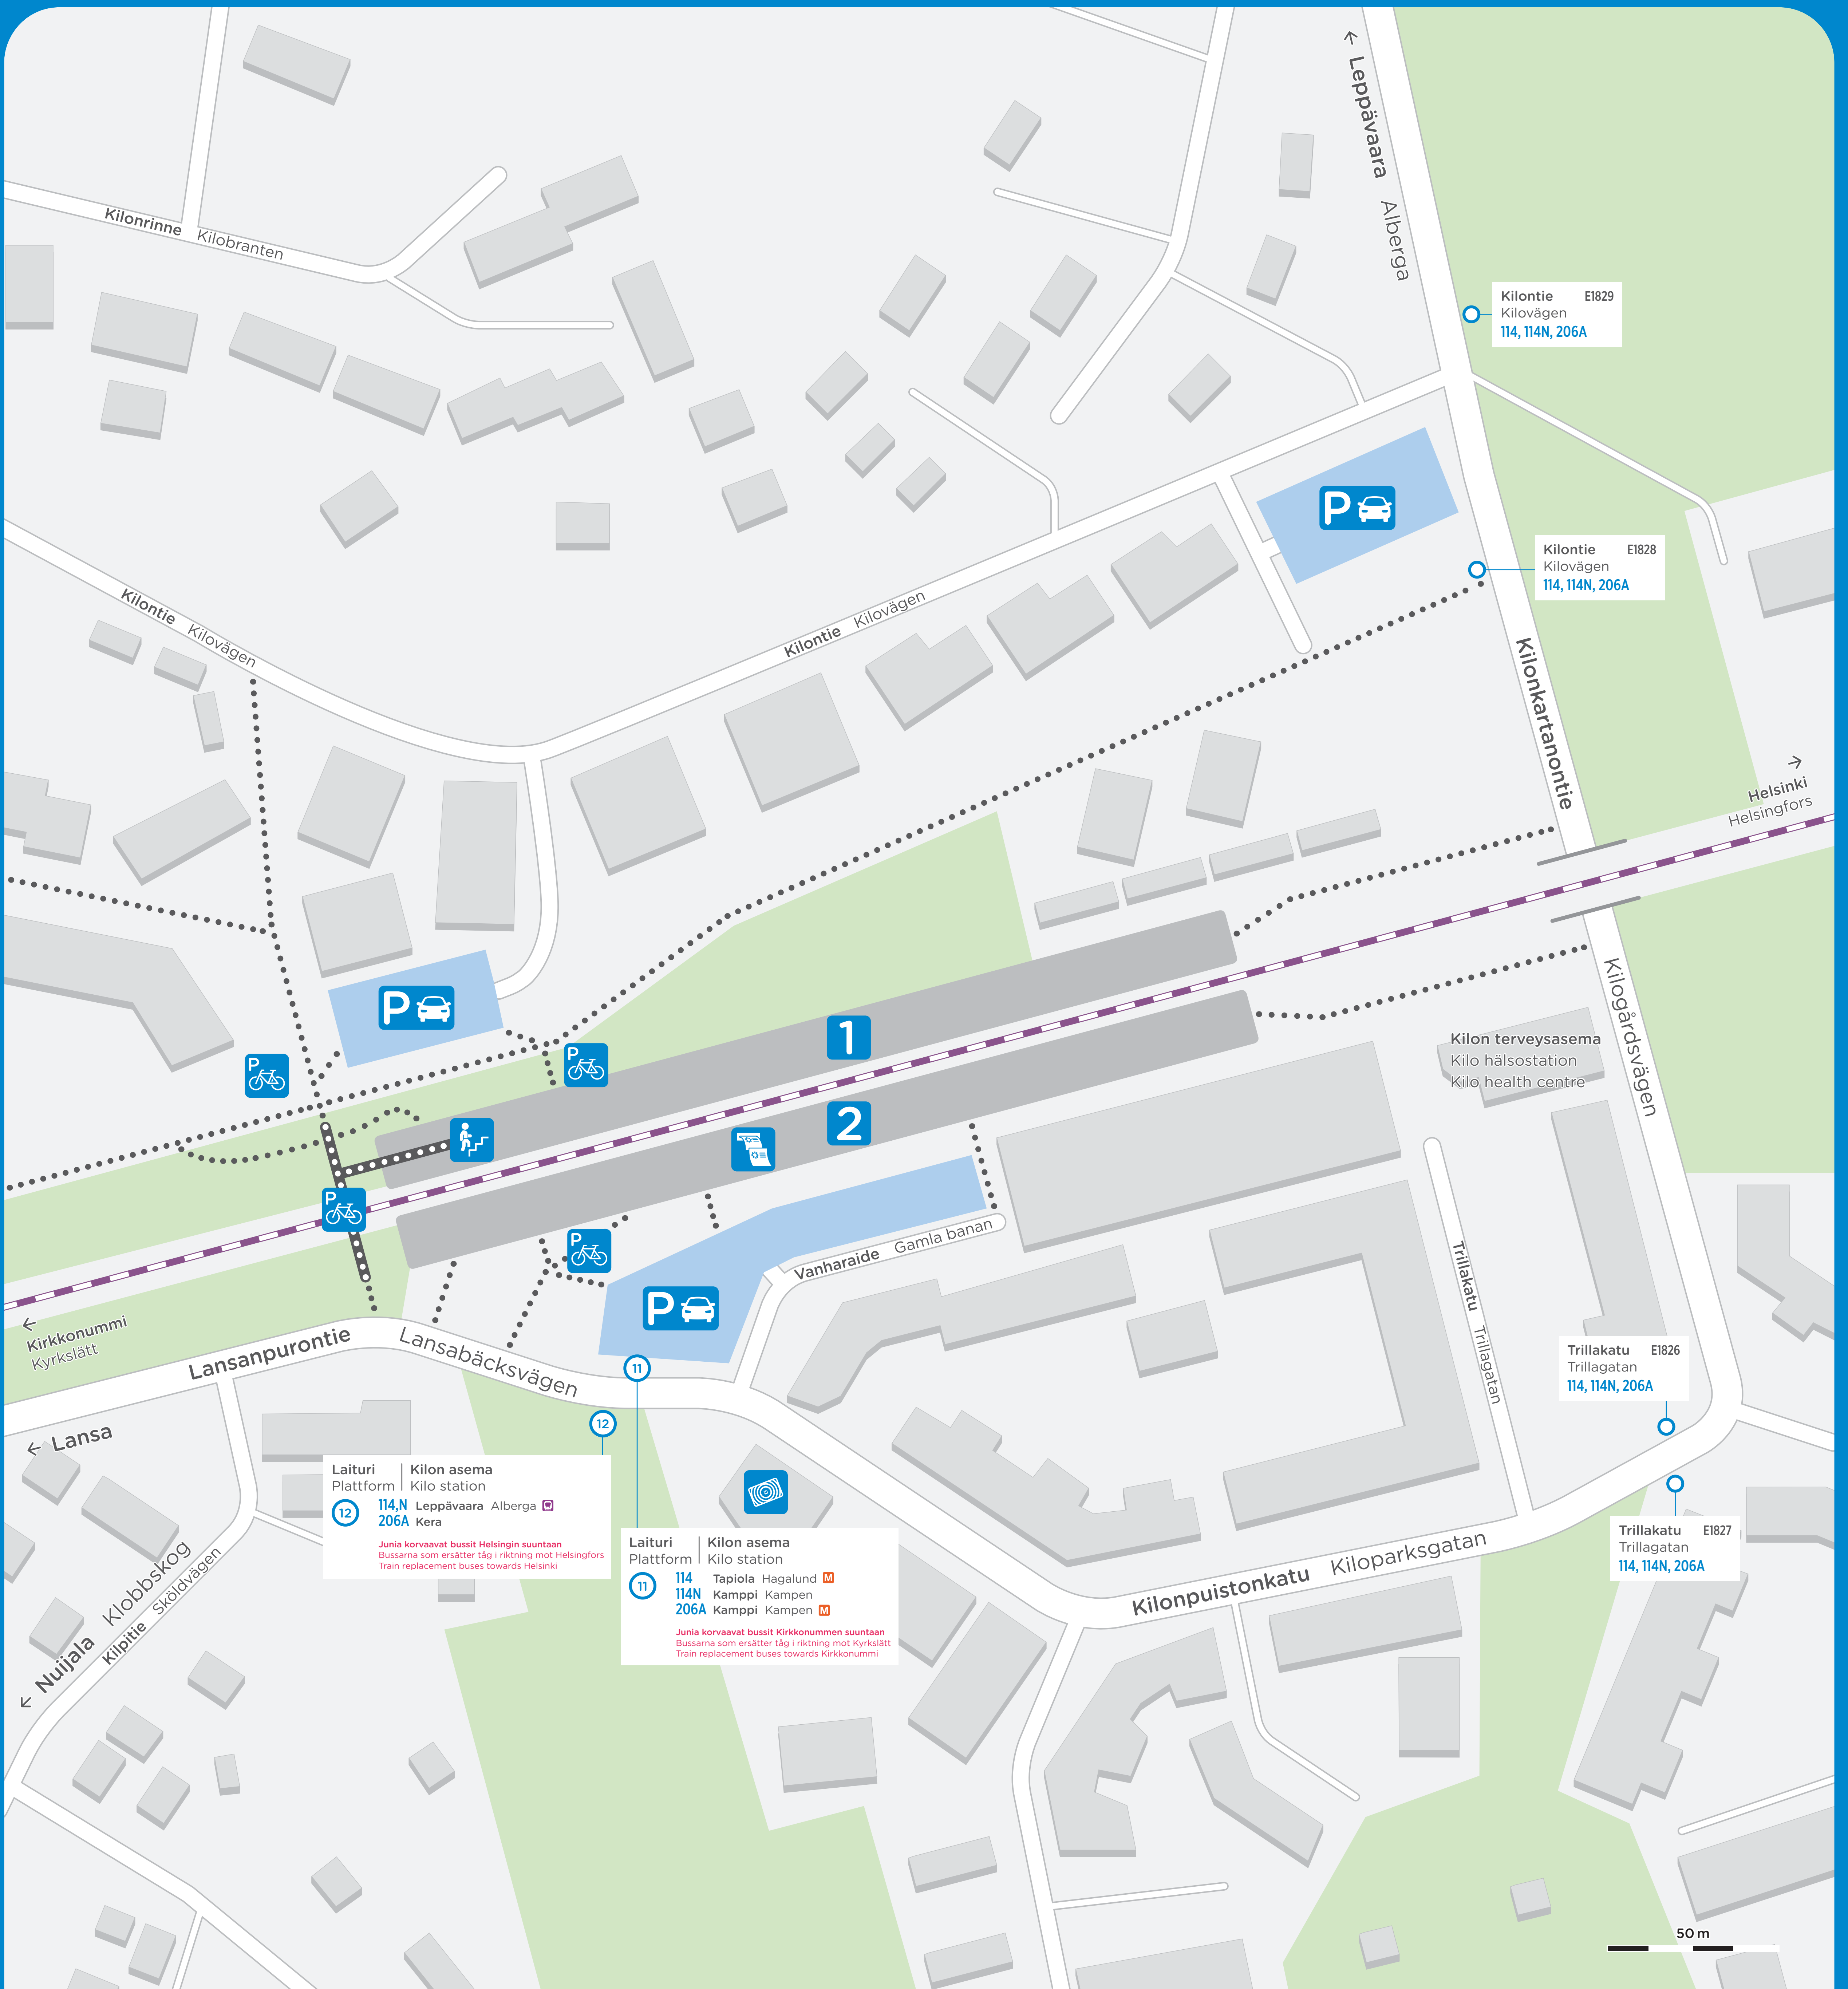 ← Leppävaara Alberga
Kilonrinne Kilobranten
Kilontie E1829
Kilovägen
114, 114N, 206A
P
Kilontie E1828
Kilovägen
114, 114N, 206A
Kilontie Kilovägen
Kilontie Kilovägen
Kilonkartanontie
Kilogårdsvägen
→
Helsinki
Helsingfors
P
P
P
1
2
Kilon terveysasema
Kilo hälsostation
Kilo health centre
P
P
P
Vanharaide Gamla banan
Trillakatu Trillagatan
←
Kirkkonummi
Kyrkslätt
Lansanpurontie Lansabäcksvägen
← Lansa
11
12
Trillakatu E1826
Trillagatan
114, 114N, 206A
Laituri | Kilon asema
Plattform | Kilo station
12 114,N Leppävaara Alberga
206A Kera
Junia korvaavat bussit Helsingin suuntaan
Bussarna som ersätter tåg i riktning mot Helsingfors
Train replacement buses towards Helsinki
Laituri | Kilon asema
Plattform | Kilo station
11 114 Tapiola Hagalund M
114N Kamppi Kampen
206A Kamppi Kampen M
Junia korvaavat bussit Kirkkonummen suuntaan
Bussarna som ersätter tåg i riktning mot Kyrkslätt
Train replacement buses towards Kirkkonummi
Trillakatu E1827
Trillagatan
114, 114N, 206A
Kilonpuistonkatu Kiloparksgatan
← Nuijala Klobbskog
Kilpitie Sköldvägen
50 m